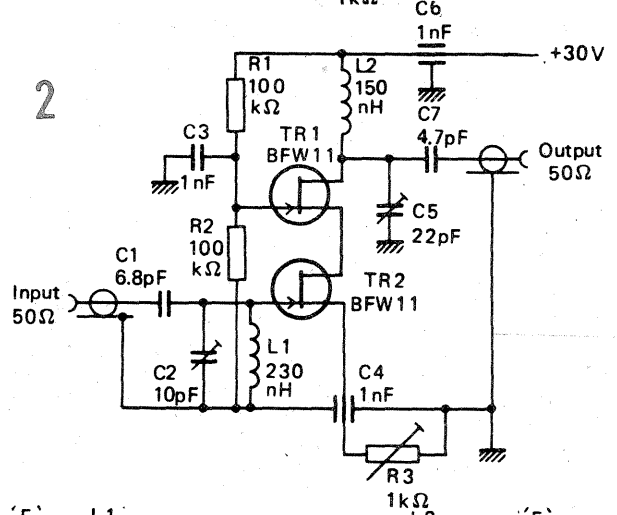 1kΩ
C6
1nF
+30V
R1
100
kΩ
L2
150
nH
2
C7
4.7pF
C3
1nF
TR1
BFW11
Output
50Ω
R2
100
kΩ
C5
22pF
C1
6.8pF
TR2
BFW11
Input
50Ω
L1
230
nH
C2
10pF
C4
1nF
R3
1kΩ